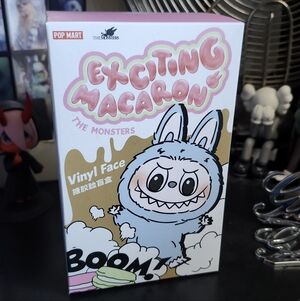 POP MART
THE MONSTERS
EXCITING
MACARON
THE MONSTERS
Vinyl Face
搪胶脸盲盒
BOOM!